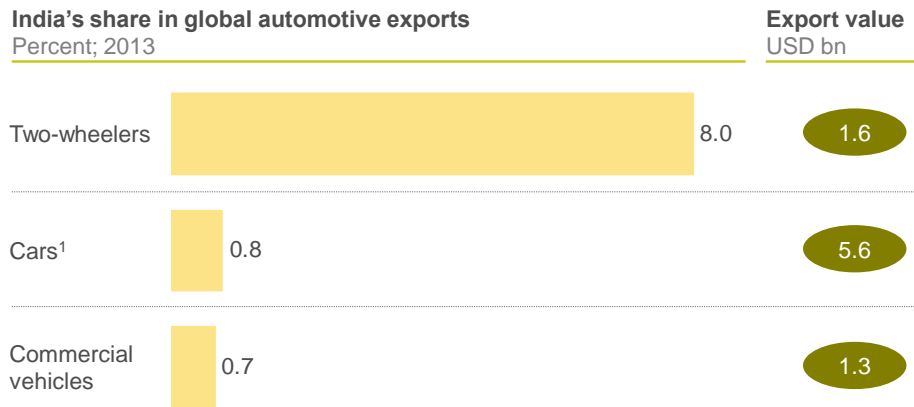 India's share in global automotive exports
Percent; 2013
Export value
USD bn
Two-wheelers
8.0
1.6
Cars¹
0.8
5.6
Commercial
vehicles
0.7
1.3